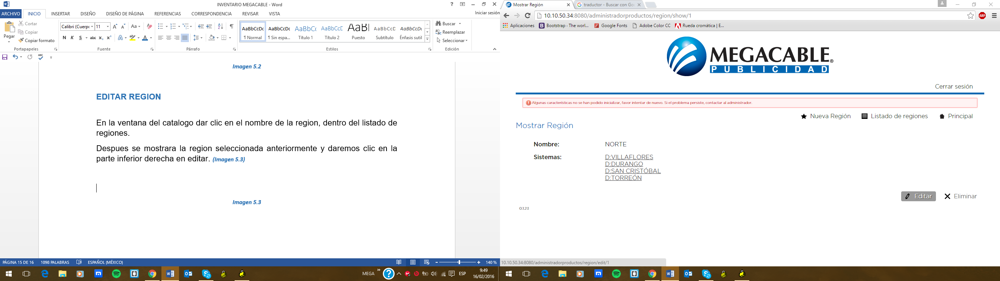 INVENTARIO MEGACABLE - Word
ARCHIVO INICIO INSERTAR DISEÑO DISEÑO DE PÁGINA REFERENCIAS CORRESPONDENCIA REVISAR VISTA Iniciar sesión
Pegar
Cortar
Copiar
Copiar formato
Portapapeles
Calibri (Cuerpo 11
N K S abc x₂ x²
Fuente
Párrafo
AaBbCcDc AaBbCcDc AaBbCc AaBbCcD AaBl AaBbCcD AaBbCcDc
¶ Normal ¶ Sin espa... Título 1 Título 2 Puesto Subtítulo Énfasis sutil
Estilos
Buscar
Reemplazar
Seleccionar
Edición
Imagen 5.2
EDITAR REGION
En la ventana del catalogo dar clic en el nombre de la region, dentro del listado de
regiones.
Despues se mostrara la region seleccionada anteriormente y daremos clic en la
parte inferior derecha en editar. (Imagen 5.3)
Imagen 5.3
PÁGINA 15 DE 16 1098 PALABRAS ESPAÑOL (MÉXICO) 140 %
MEGA » ESP 9:49
16/02/2016
Mostrar Región
traductor - Buscar con Goo
10.10.50.34:8080/administradorproductos/region/show/1
ABP
Aplicaciones Bootstrap · The worl... Google Fonts Adobe Color CC Rueda cromática | E...
MEGACABLE®
PUBLICIDAD
Cerrar sesión
Algunas características no se han podido inicializar, favor intentar de nuevo. Si el problema persiste, contactar al administrador.
Nueva Región Listado de regiones Principal
Mostrar Región
Nombre: NORTE
Sistemas: D:VILLAFLORES
D:DURANGO
D:SAN CRISTÓBAL
D:TORREÓN
Editar Eliminar
0.1.23
10.10.50.34:8080/administradorproductos/region/edit/1